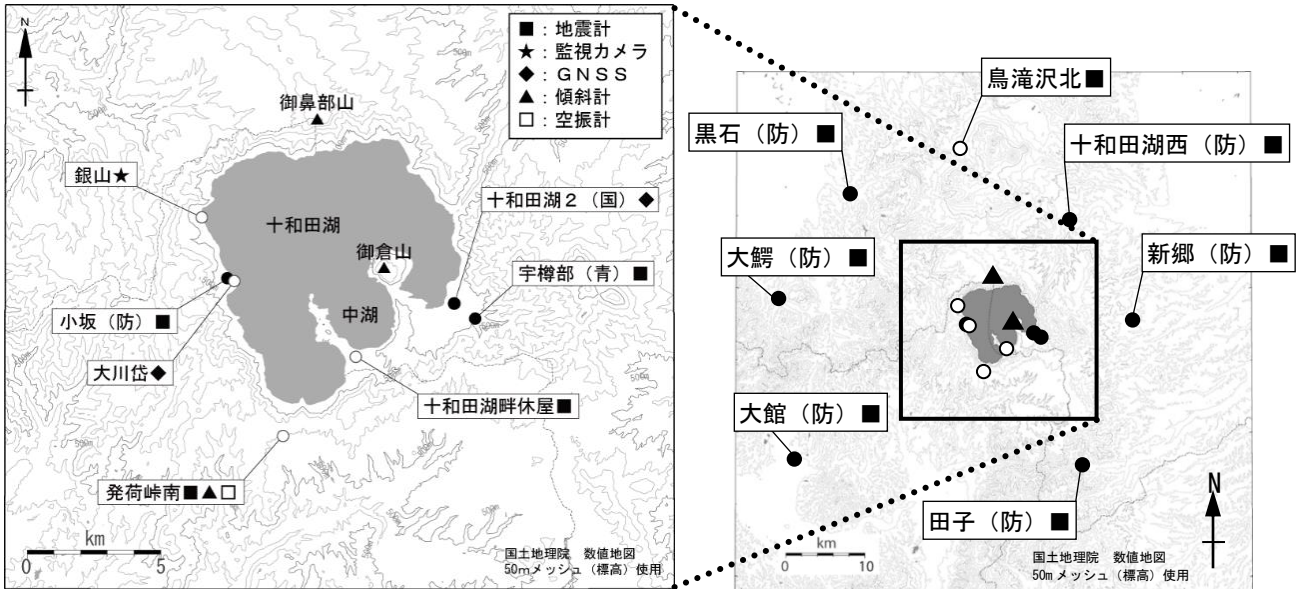 N
■:地震計
★:監視カメラ
◆:GNSS
▲:傾斜計
□:空振計
御鼻部山
銀山★
十和田湖
十和田湖2(国)◆
御倉山
宇樽部(青)■
中湖
小坂(防)■
大川岱◆
十和田湖畔休屋■
発荷峠南■▲□
km
0 5
国土地理院 数値地図
50mメッシュ(標高)使用
鳥滝沢北■
黒石(防)■
十和田湖西(防)■
大鰐(防)■
新郷(防)■
大館(防)■
田子(防)■
N
km
0 10
国土地理院 数値地図
50mメッシュ(標高)使用